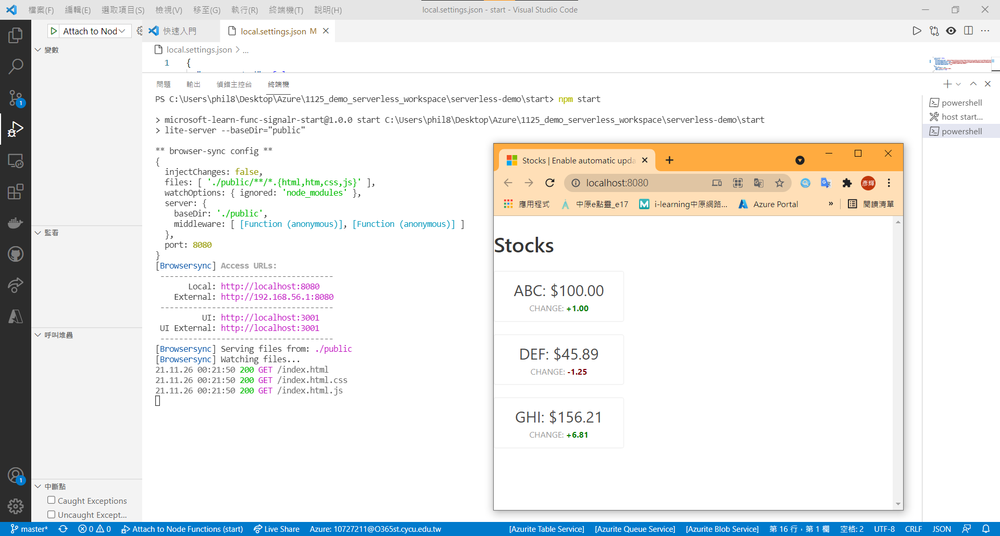 檔案(F) 編輯(E) 選取項目(S) 檢視(V) 移至(G) 執行(R) 終端機(T) 說明(H)
local.settings.json - start - Visual Studio Code
Attach to Nod
快速入門
local.settings.json M
變數
local.settings.json > ...
1 {
問題 輸出 偵錯主控台 終端機
PS C:\Users\phil8\Desktop\Azure\1125_demo_serverless_workspace\serverless-demo\start> npm start
> microsoft-learn-func-signalr-start@1.0.0 start C:\Users\phil8\Desktop\Azure\1125_demo_serverless_workspace\serverless-demo\start
> lite-server --baseDir="public"
** browser-sync config **
{
injectChanges: false,
files: [ './public/**/*.{html,htm,css,js}' ],
watchOptions: { ignored: 'node_modules' },
server: {
baseDir: './public',
middleware: [ [Function (anonymous)], [Function (anonymous)] ]
},
port: 8080
}
[Browsersync] Access URLs:
-------------------------------------
Local: http://localhost:8080
External: http://192.168.56.1:8080
-------------------------------------
UI: http://localhost:3001
UI External: http://localhost:3001
-------------------------------------
[Browsersync] Serving files from: ./public
[Browsersync] Watching files...
21.11.26 00:21:50 200 GET /index.html
21.11.26 00:21:50 200 GET /index.html.css
21.11.26 00:21:50 200 GET /index.html.js
powershell
host start...
powershell
Stocks | Enable automatic upda
localhost:8080
彥輝
應用程式 中原e點靈_e17 i-learning中原網路... Azure Portal » 閱讀清單
Stocks
ABC: $100.00
CHANGE: +1.00
DEF: $45.89
CHANGE: -1.25
GHI: $156.21
CHANGE: +6.81
監看
呼叫堆疊
中斷點
Caught Exceptions
Uncaught Except...
1
1
master* 0 0 Attach to Node Functions (start) Live Share Azure: 10727211@O365st.cycu.edu.tw [Azurite Table Service] [Azurite Queue Service] [Azurite Blob Service] 第 16 行，第 1 欄 空格: 2 UTF-8 CRLF JSON